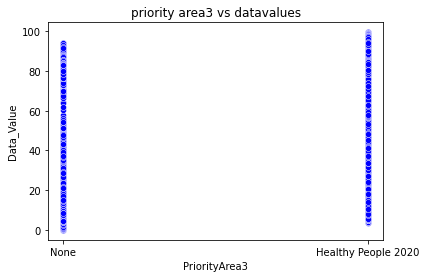 priority area3 vs datavalues
Data_Value
100
80
60
40
20
0
None
Healthy People 2020
PriorityArea3